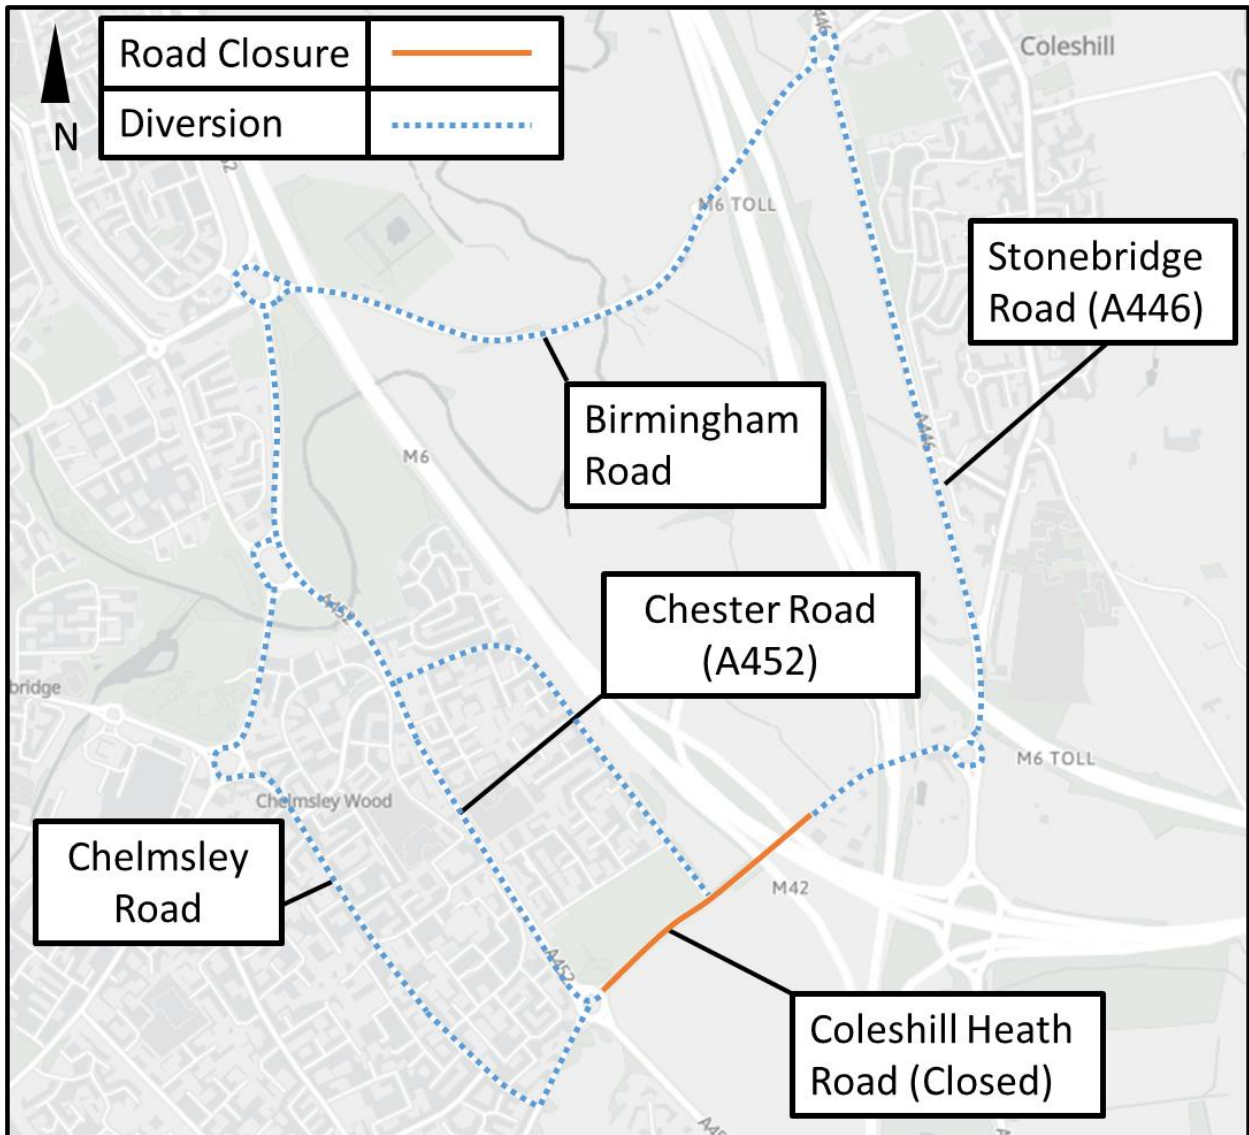 Road Closure
Diversion
N
A446
Coleshill
M6 TOLL
Stonebridge
Road (A446)
Birmingham
Road
A446
M6
Chester Road
(A452)
A452
bridge
M6 TOLL
Chelmsley Wood
Chelmsley
Road
M42
A452
Coleshill Heath
Road (Closed)